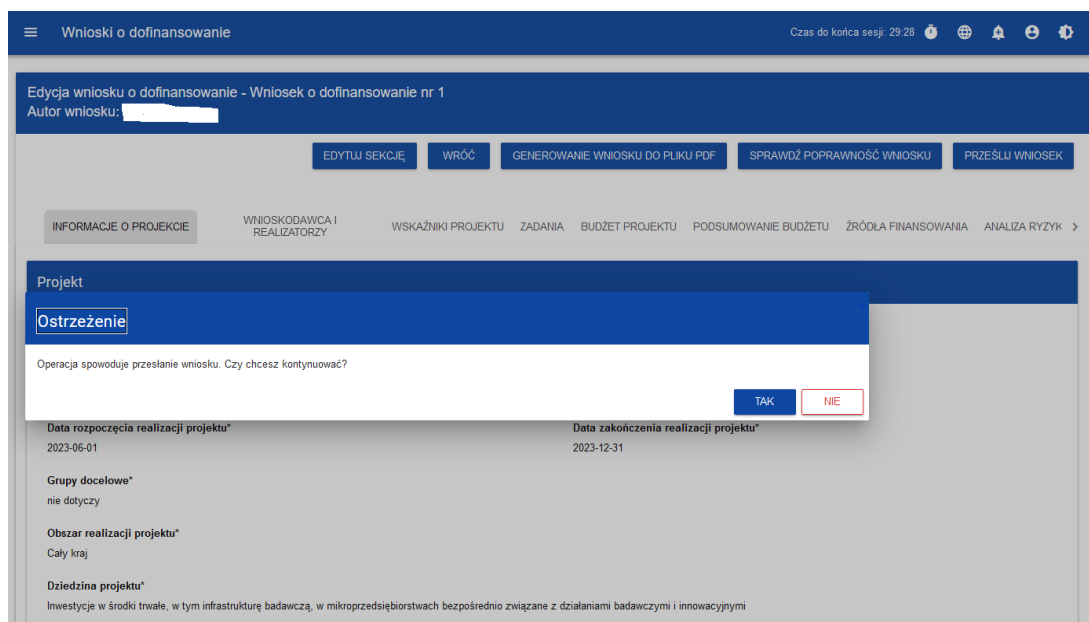 Wnioski o dofinansowanie
Czas do końca sesji: 29:28
Edycja wniosku o dofinansowanie - Wniosek o dofinansowanie nr 1
Autor wniosku:
EDYTUJ SEKCJĘ WRÓĆ GENEROWANIE WNIOSKU DO PLIKU PDF SPRAWDŹ POPRAWNOŚĆ WNIOSKU PRZEŚLIJ WNIOSEK
INFORMACJE O PROJEKCIE
WNIOSKODAWCA I
REALIZATORZY
WSKAŹNIKI PROJEKTU ZADANIA BUDŻET PROJEKTU PODSUMOWANIE BUDŻETU ŹRÓDŁA FINANSOWANIA ANALIZA RYZYK
Projekt
Ostrzeżenie
Operacja spowoduje przesłanie wniosku. Czy chcesz kontynuować?
TAK NIE
Data rozpoczęcia realizacji projektu* Data zakończenia realizacji projektu*
2023-06-01 2023-12-31
Grupy docelowe*
nie dotyczy
Obszar realizacji projektu*
Cały kraj
Dziedzina projektu*
Inwestycje w środki trwałe, w tym infrastrukturę badawczą, w mikroprzedsiębiorstwach bezpośrednio związane z działaniami badawczymi i innowacyjnymi